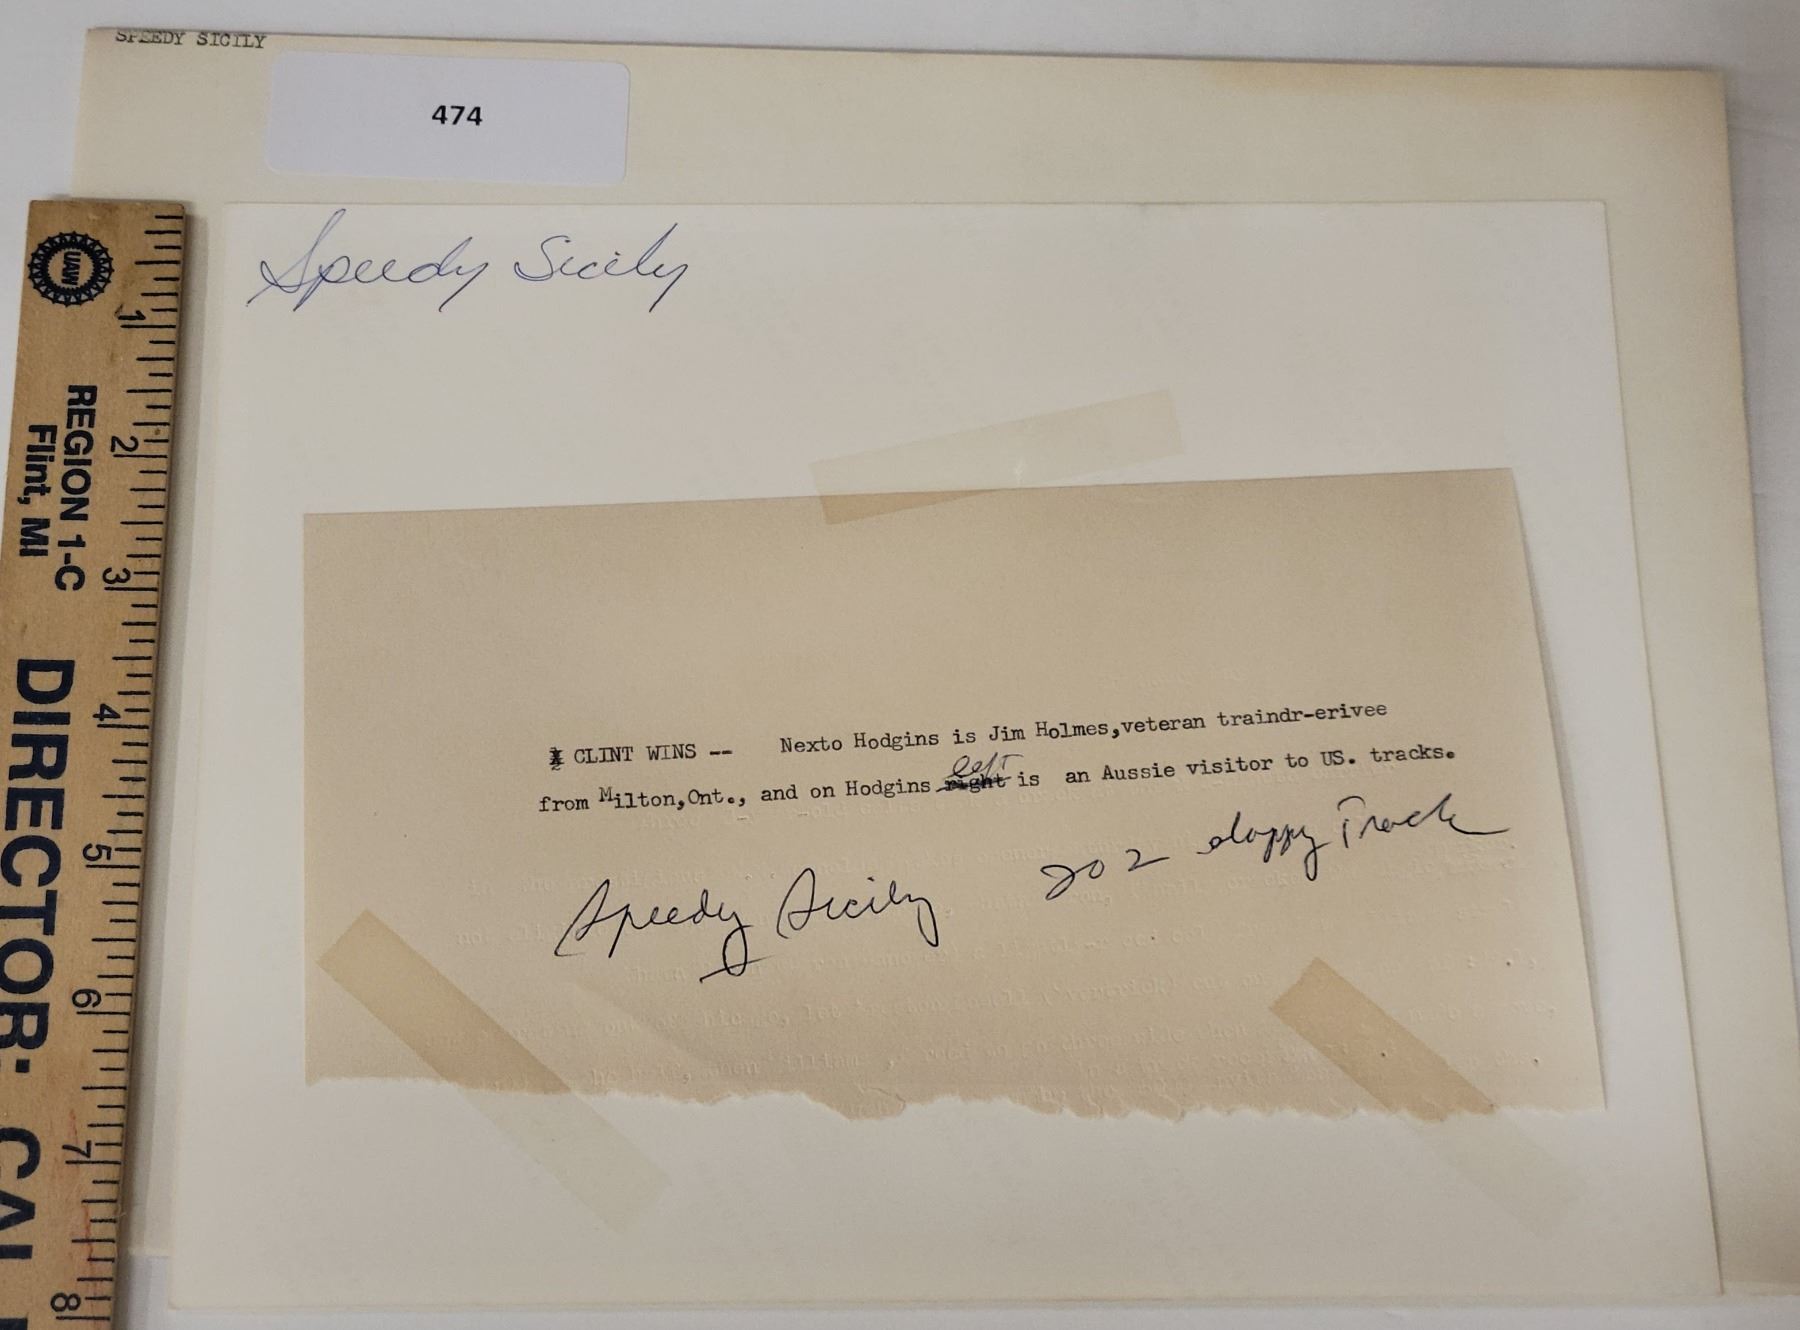 SPEEDY SICILY
474
Speedy Sicily
CLINT WINS -- Nexto Hodgins is Jim Holmes,veteran traindr-erivee
left
from Milton,Ont., and on Hodgins right is an Aussie visitor to US. tracks.
Speedy Sicily 202 sloppy Track
UAW
REGION 1-C
Flint, MI
DIRECTOR:
1
2
3
4
5
6
7
8